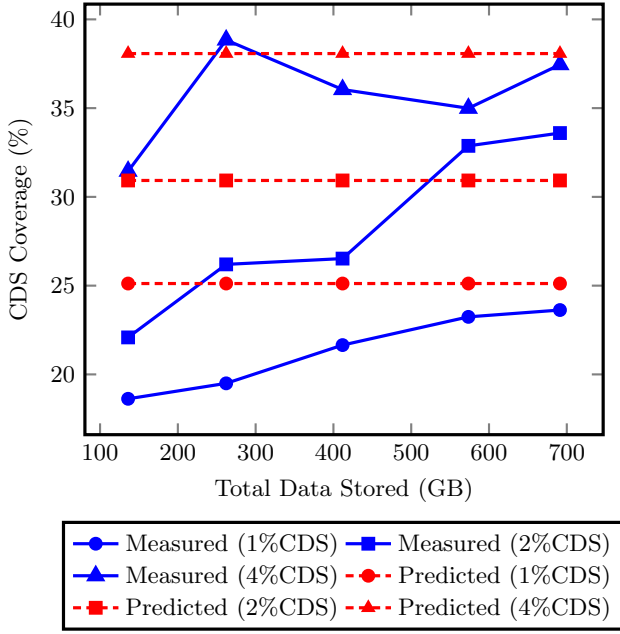 40
35
30
25
20
CDS Coverage (%)
100 200 300 400 500 600 700
Total Data Stored (GB)
Measured (1%CDS) Measured (2%CDS)
Measured (4%CDS) Predicted (1%CDS)
Predicted (2%CDS) Predicted (4%CDS)